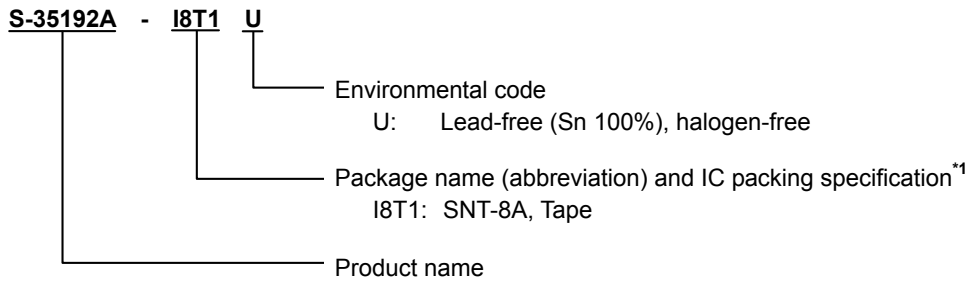 S-35192A - I8T1 U
Environmental code
U: Lead-free (Sn 100%), halogen-free
Package name (abbreviation) and IC packing specification*1
I8T1: SNT-8A, Tape
Product name